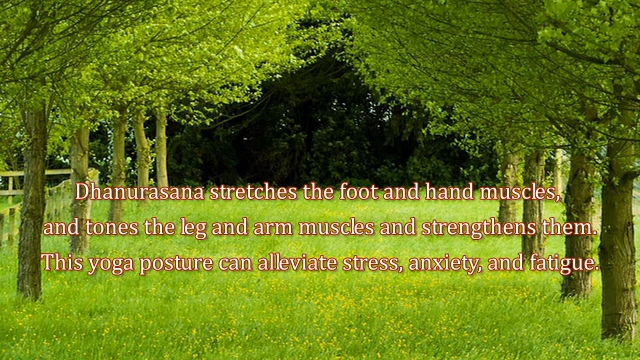 Dhanurasana stretches the foot and hand muscles,
and tones the leg and arm muscles and strengthens them.
This yoga posture can alleviate stress, anxiety, and fatigue.